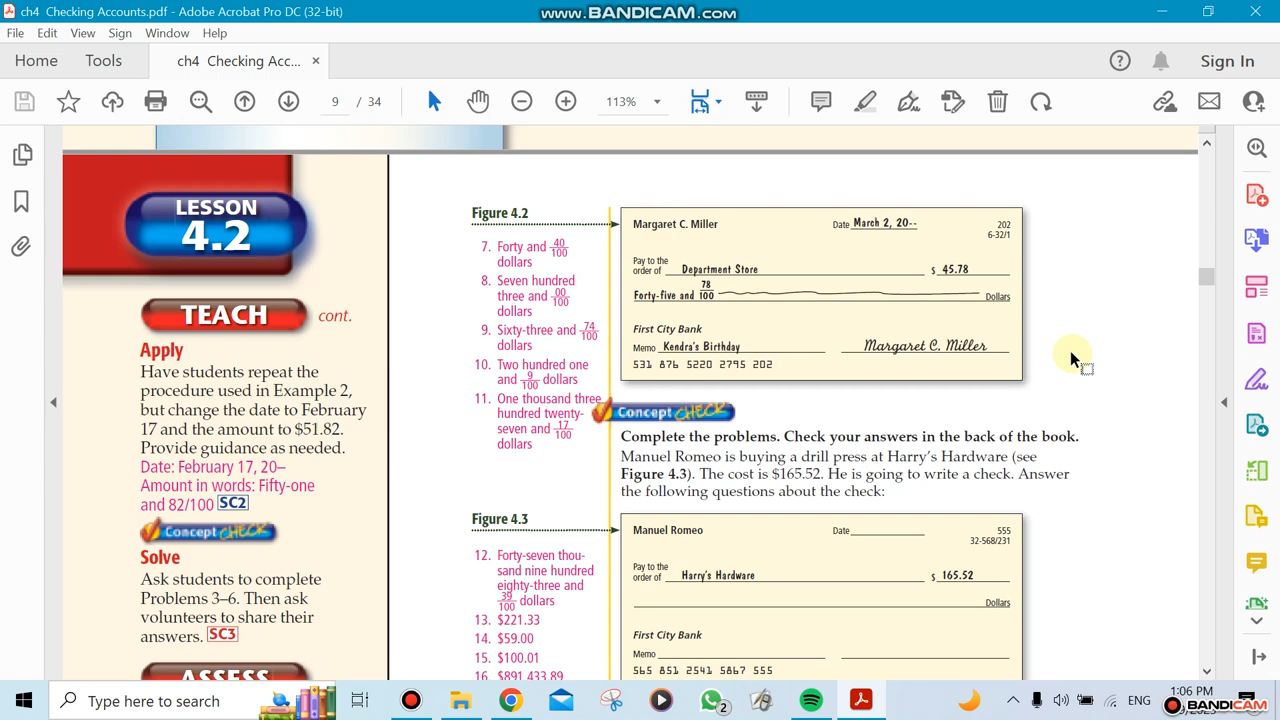 ch4 Checking Accounts.pdf - Adobe Acrobat Pro DC (32-bit)
www.BANDICAM.com
File Edit View Sign Window Help
Home Tools ch4 Checking Acc... × Sign In
9 / 34 113%
LESSON
4.2
TEACH cont.
Apply
Have students repeat the
procedure used in Example 2,
but change the date to February
17 and the amount to $51.82.
Provide guidance as needed.
Date: February 17, 20–
Amount in words: Fifty-one
and 82/100 SC2
Concept CHECK
Solve
Ask students to complete
Problems 3–6. Then ask
volunteers to share their
answers. SC3
ASSESS
Figure 4.2
7. Forty and 40/100
dollars
8. Seven hundred
three and 00/100
dollars
9. Sixty-three and 74/100
dollars
10. Two hundred one
and 9/100 dollars
11. One thousand three
hundred twenty-
seven and 17/100
dollars
Margaret C. Miller Date March 2, 20-- 202
6-32/1
Pay to the
order of Department Store $ 45.78
Forty-five and 78/100 Dollars
First City Bank
Memo Kendra's Birthday Margaret C. Miller
531 876 5220 2795 202
Concept CHECK
Complete the problems. Check your answers in the back of the book.
Manuel Romeo is buying a drill press at Harry's Hardware (see
Figure 4.3). The cost is $165.52. He is going to write a check. Answer
the following questions about the check:
Figure 4.3
12. Forty-seven thou-
sand nine hundred
eighty-three and
39/100 dollars
13. $221.33
14. $59.00
15. $100.01
16. $891,433.89
Manuel Romeo Date 555
32-568/231
Pay to the
order of Harry's Hardware $ 165.52
Dollars
First City Bank
Memo
565 851 2541 5867 555
Type here to search
2
ENG
1:06 PM
BANDICAM